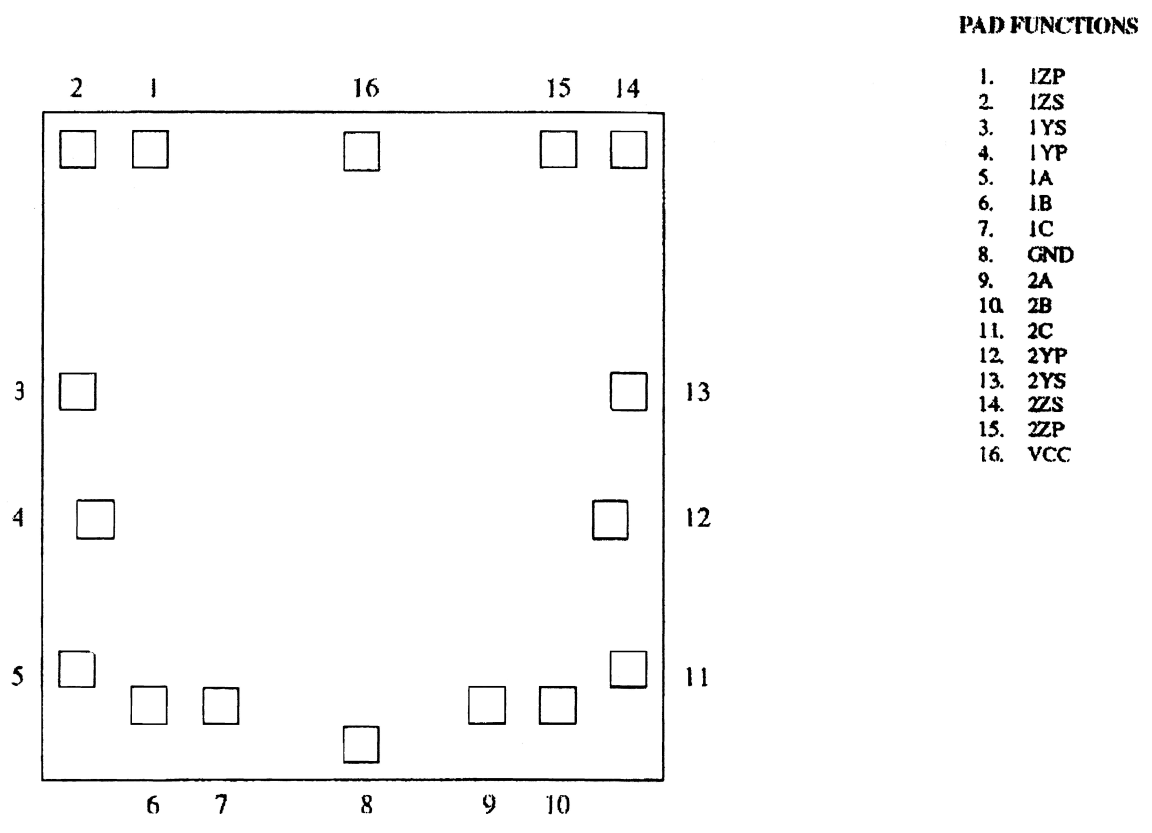 PAD FUNCTIONS
2 1 16 15 14
1. 1ZP
2. 1ZS
3. 1YS
4. 1YP
5. 1A
6. 1B
7. 1C
8. GND
9. 2A
10. 2B
11. 2C
12. 2YP
13. 2YS
14. 2ZS
15. 2ZP
16. VCC
3 13
4 12
5 11
6 7 8 9 10